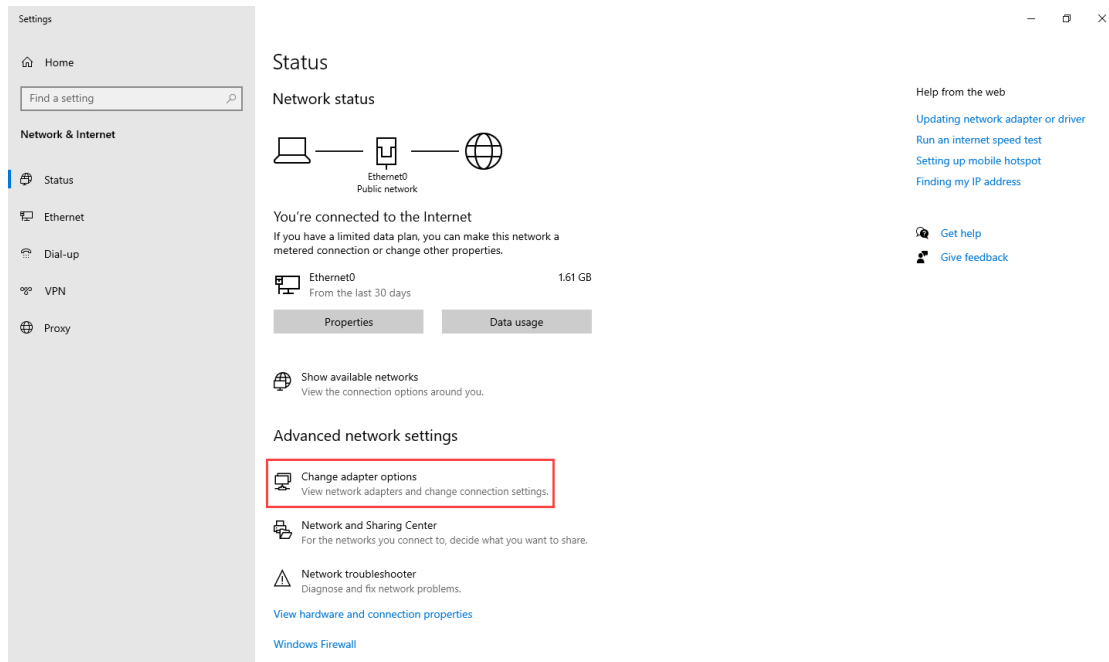 Settings
Home
Find a setting
Network & Internet
Status
Ethernet
Dial-up
VPN
Proxy
Status
Network status
Ethernet0
Public network
You're connected to the Internet
If you have a limited data plan, you can make this network a
metered connection or change other properties.
Ethernet0
1.61 GB
From the last 30 days
Properties
Data usage
Show available networks
View the connection options around you.
Advanced network settings
Change adapter options
View network adapters and change connection settings.
Network and Sharing Center
For the networks you connect to, decide what you want to share.
Network troubleshooter
Diagnose and fix network problems.
View hardware and connection properties
Windows Firewall
Help from the web
Updating network adapter or driver
Run an internet speed test
Setting up mobile hotspot
Finding my IP address
Get help
Give feedback